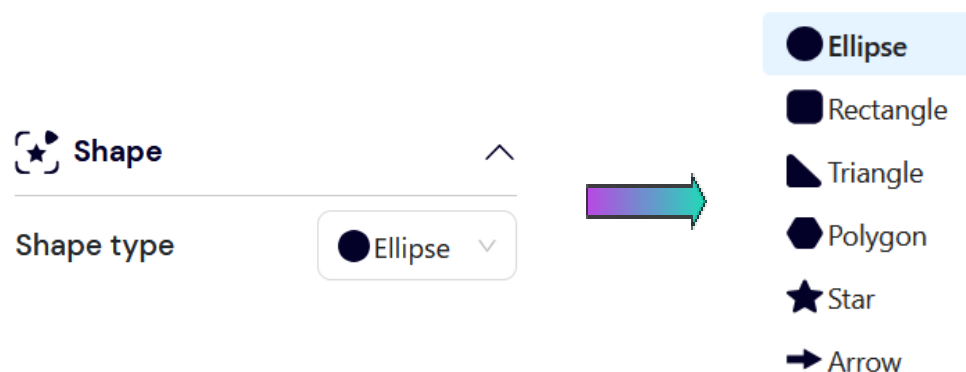 Shape
Shape type
Ellipse
Ellipse
Rectangle
Triangle
Polygon
Star
Arrow